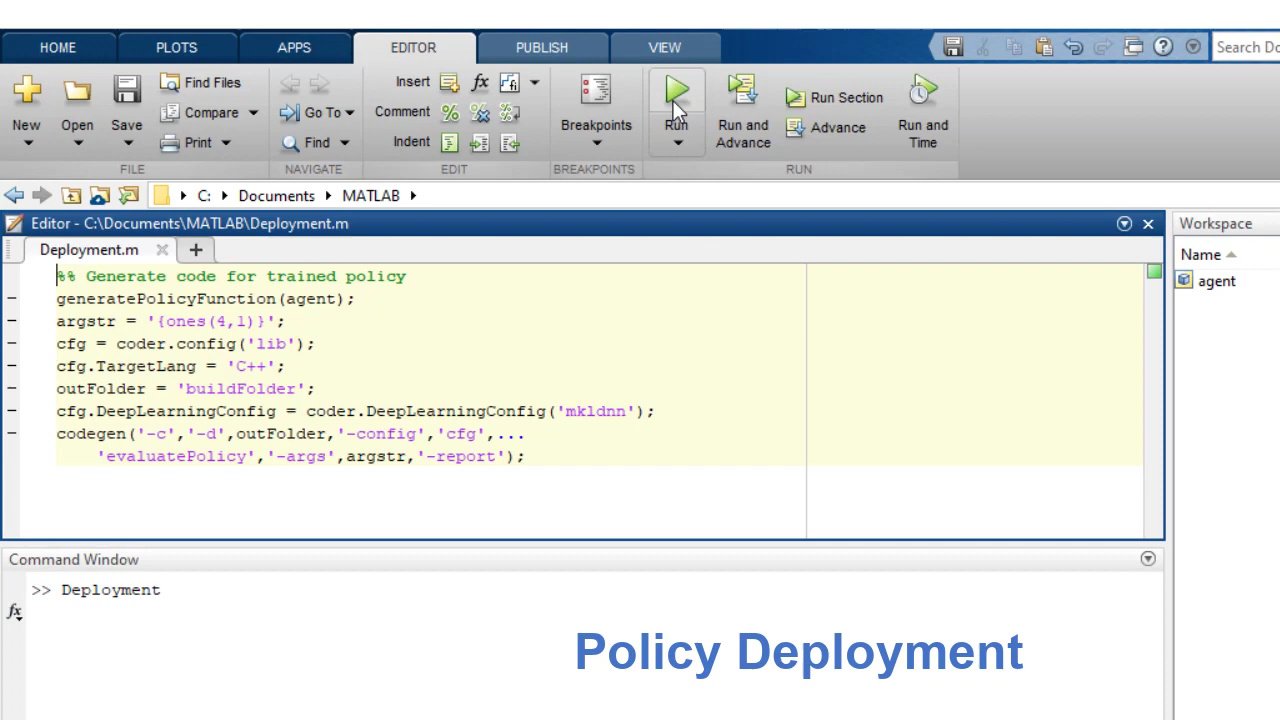 HOME PLOTS APPS EDITOR PUBLISH VIEW Search Do
New Open Save Find Files Compare Print
FILE
Go To Find
NAVIGATE
Insert fx
Comment
Indent
EDIT
Breakpoints
BREAKPOINTS
Run Run and Advance Run Section Advance Run and Time
RUN
C: Documents MATLAB
Editor - C:\Documents\MATLAB\Deployment.m
Deployment.m
%% Generate code for trained policy
generatePolicyFunction(agent);
argstr = '{ones(4,1)}';
cfg = coder.config('lib');
cfg.TargetLang = 'C++';
outFolder = 'buildFolder';
cfg.DeepLearningConfig = coder.DeepLearningConfig('mkldnn');
codegen('-c','-d',outFolder,'-config','cfg',...
'evaluatePolicy','-args',argstr,'-report');
Workspace
Name
agent
Command Window
>> Deployment
fx
Policy Deployment